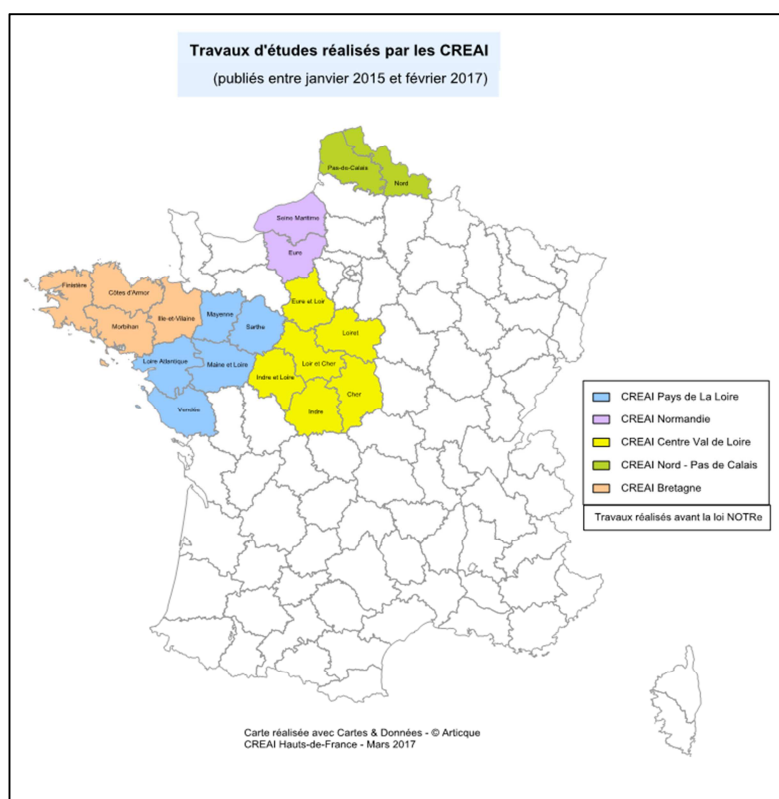 Travaux d'études réalisés par les CREAI
(publiés entre janvier 2015 et février 2017)
Pas-de-Calais
Nord
Seine Maritime
Eure
Finistère
Côtes d'Armor
Ille-et-Vilaine
Morbihan
Mayenne
Sarthe
Eure et Loir
Loiret
Loire Atlantique
Maine et Loire
Loir et Cher
Indre et Loire
Cher
Vendée
Indre
CREAI Pays de La Loire
CREAI Normandie
CREAI Centre Val de Loire
CREAI Nord - Pas de Calais
CREAI Bretagne
Travaux réalisés avant la loi NOTRe
Carte réalisée avec Cartes & Données - © Articque
CREAI Hauts-de-France - Mars 2017